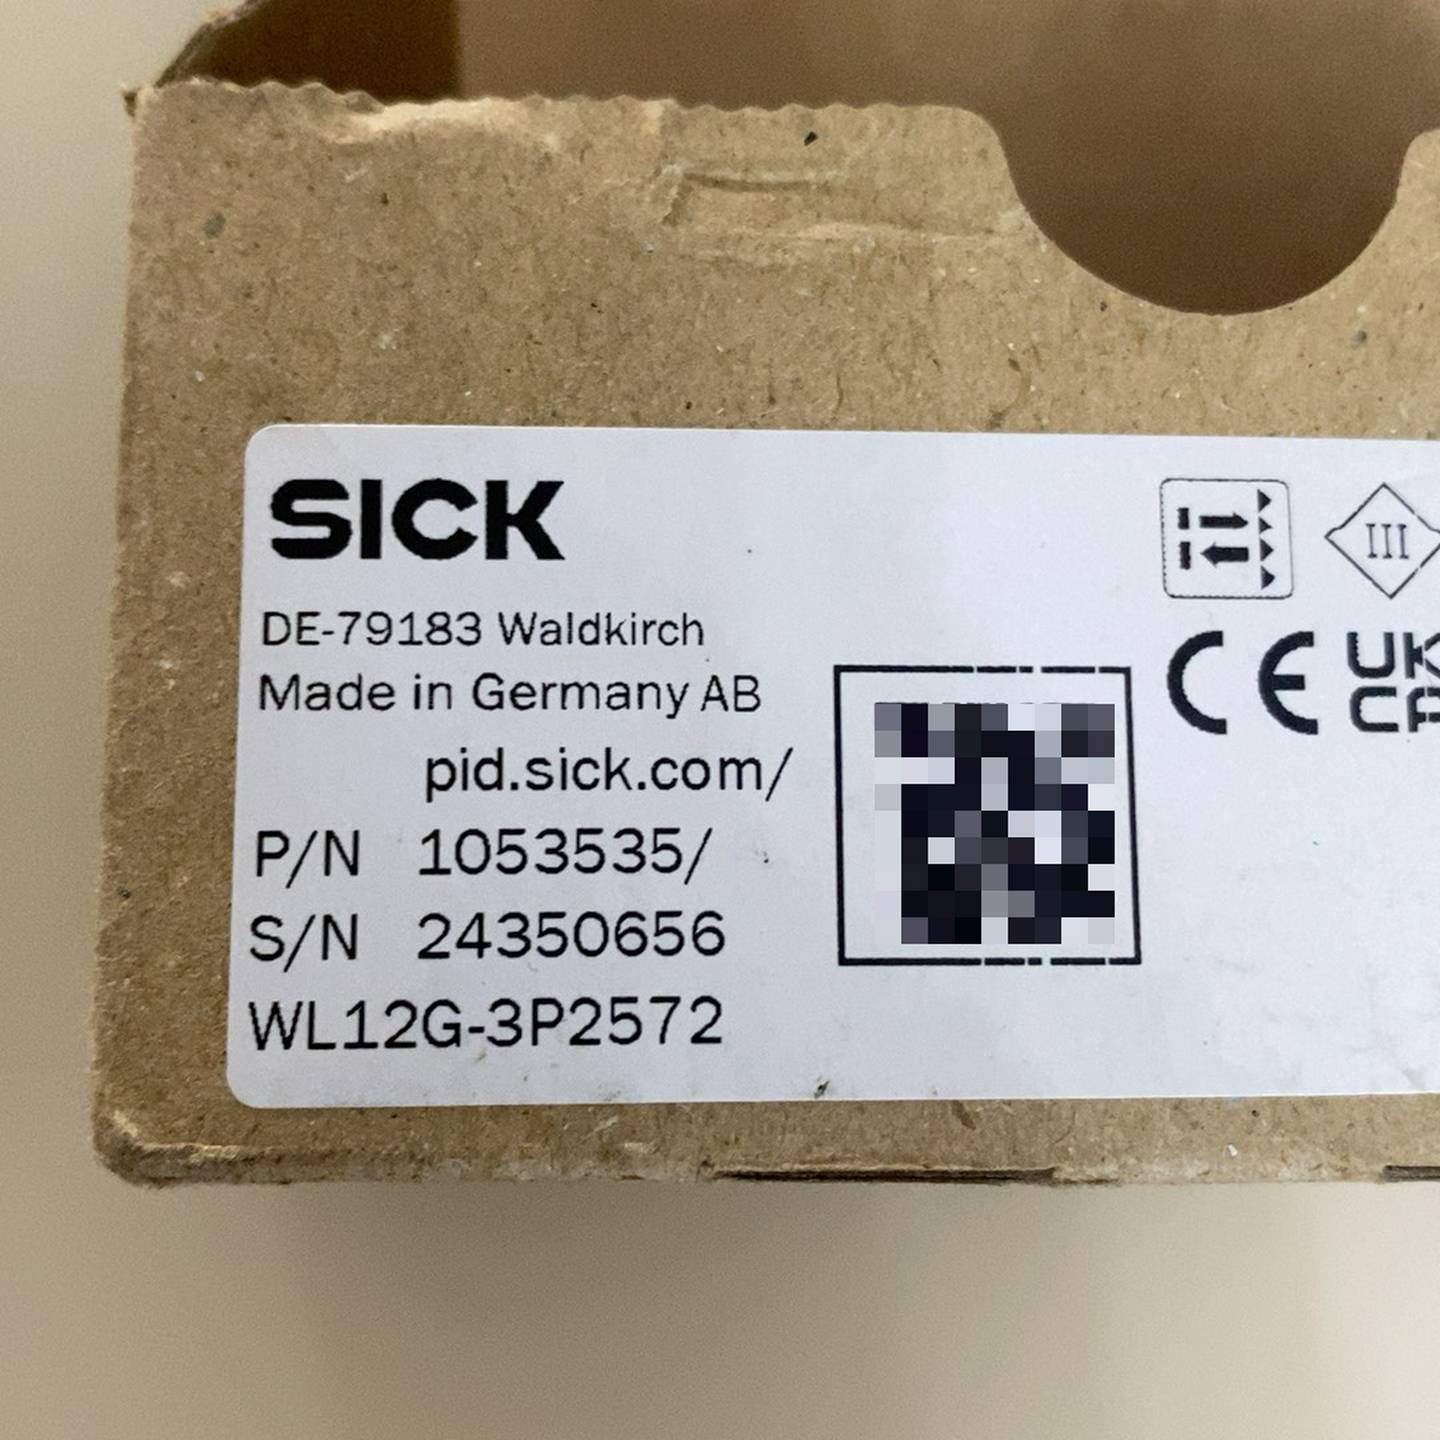 SICK
DE-79183 Waldkirch
Made in Germany AB
pid.sick.com/
P/N 1053535/
S/N 24350656
WL12G-3P2572
III
CE
UK
CA